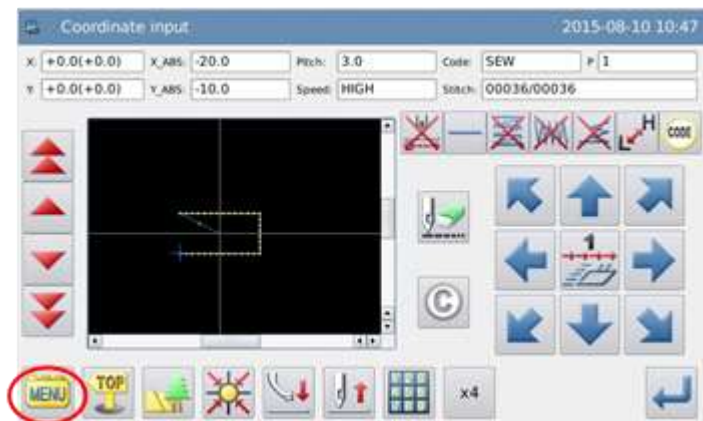 Coordinate input 2015-08-10 10:47
X: +0.0(+0.0) X_ABS: -20.0 Pitch: 3.0 Code: SEW P 1
Y: +0.0(+0.0) Y_ABS: -10.0 Speed: HIGH Stitch: 00036/00036
H
L
CODE
1
C
MENU
TOP
x4